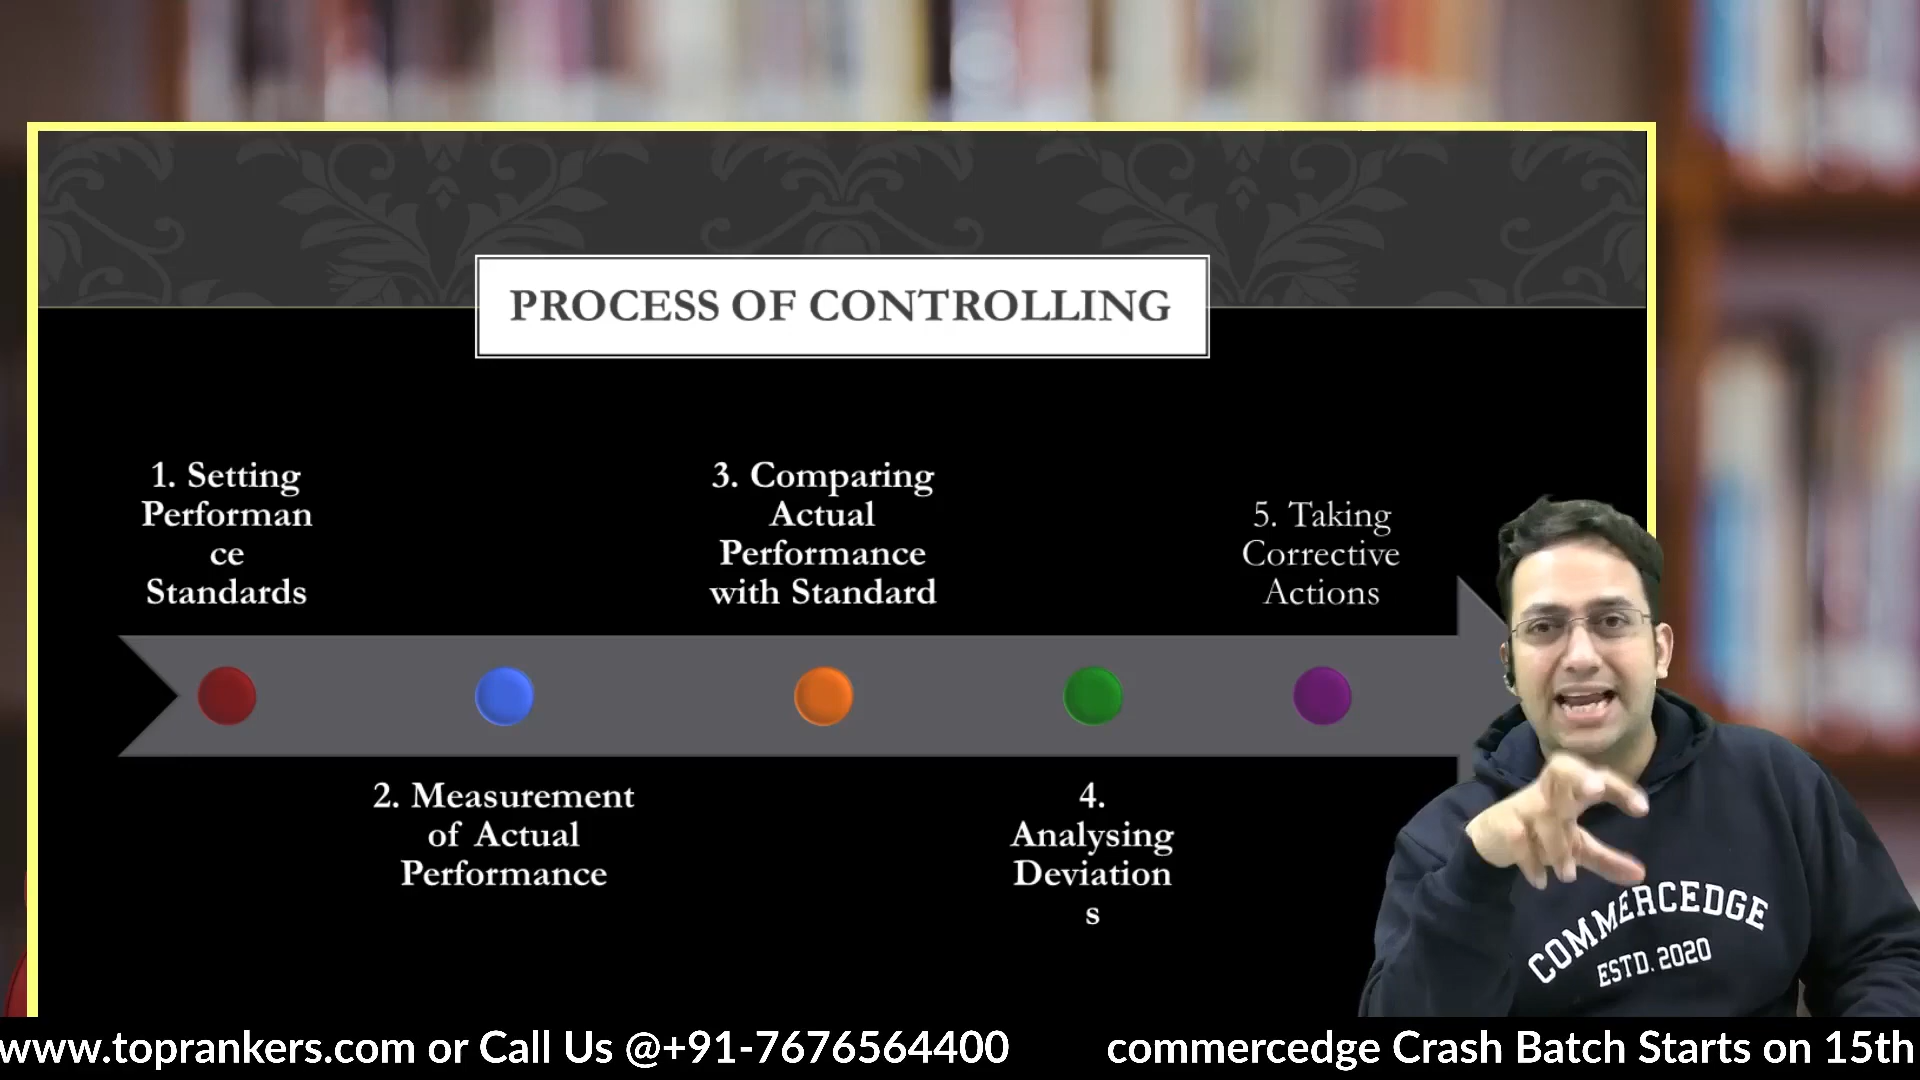 PROCESS OF CONTROLLING
1. Setting
Performan
ce
Standards
2. Measurement
of Actual
Performance
3. Comparing
Actual
Performance
with Standard
4.
Analysing
Deviation
s
5. Taking
Corrective
Actions
COMMERCEDGE
ESTD. 2020
www.toprankers.com or Call Us @+91-7676564400 commercedge Crash Batch Starts on 15th